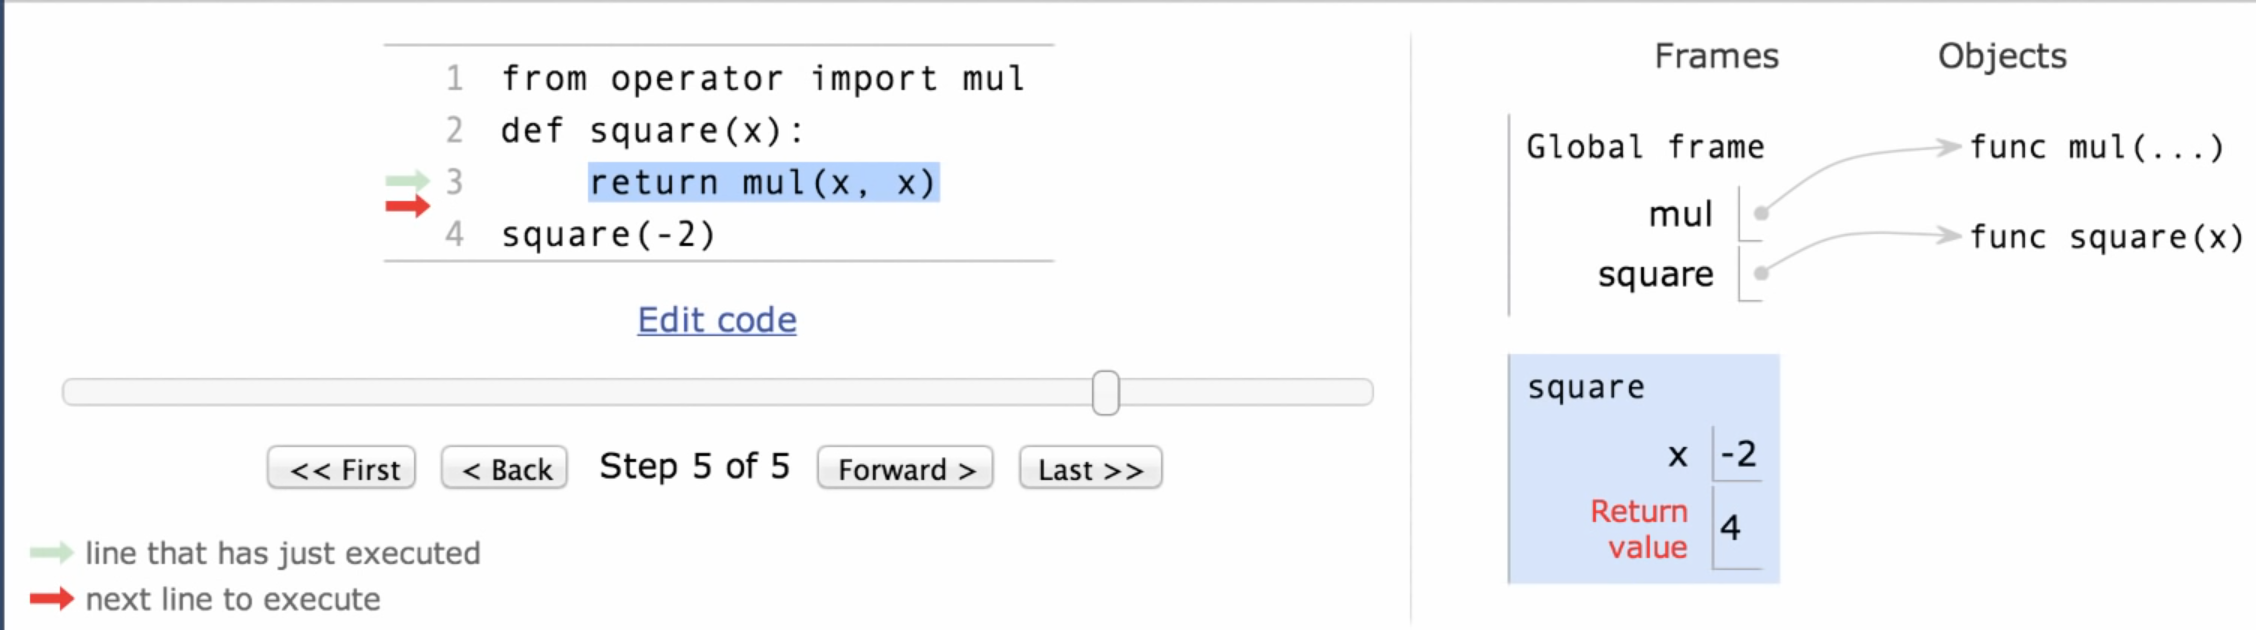 1 from operator import mul
2 def square(x):
3 return mul(x, x)
4 square(-2)
Edit code
<< First < Back Step 5 of 5 Forward > Last >>
line that has just executed
next line to execute
Frames Objects
Global frame func mul(...)
mul
square func square(x)
square
x -2
Return
value 4